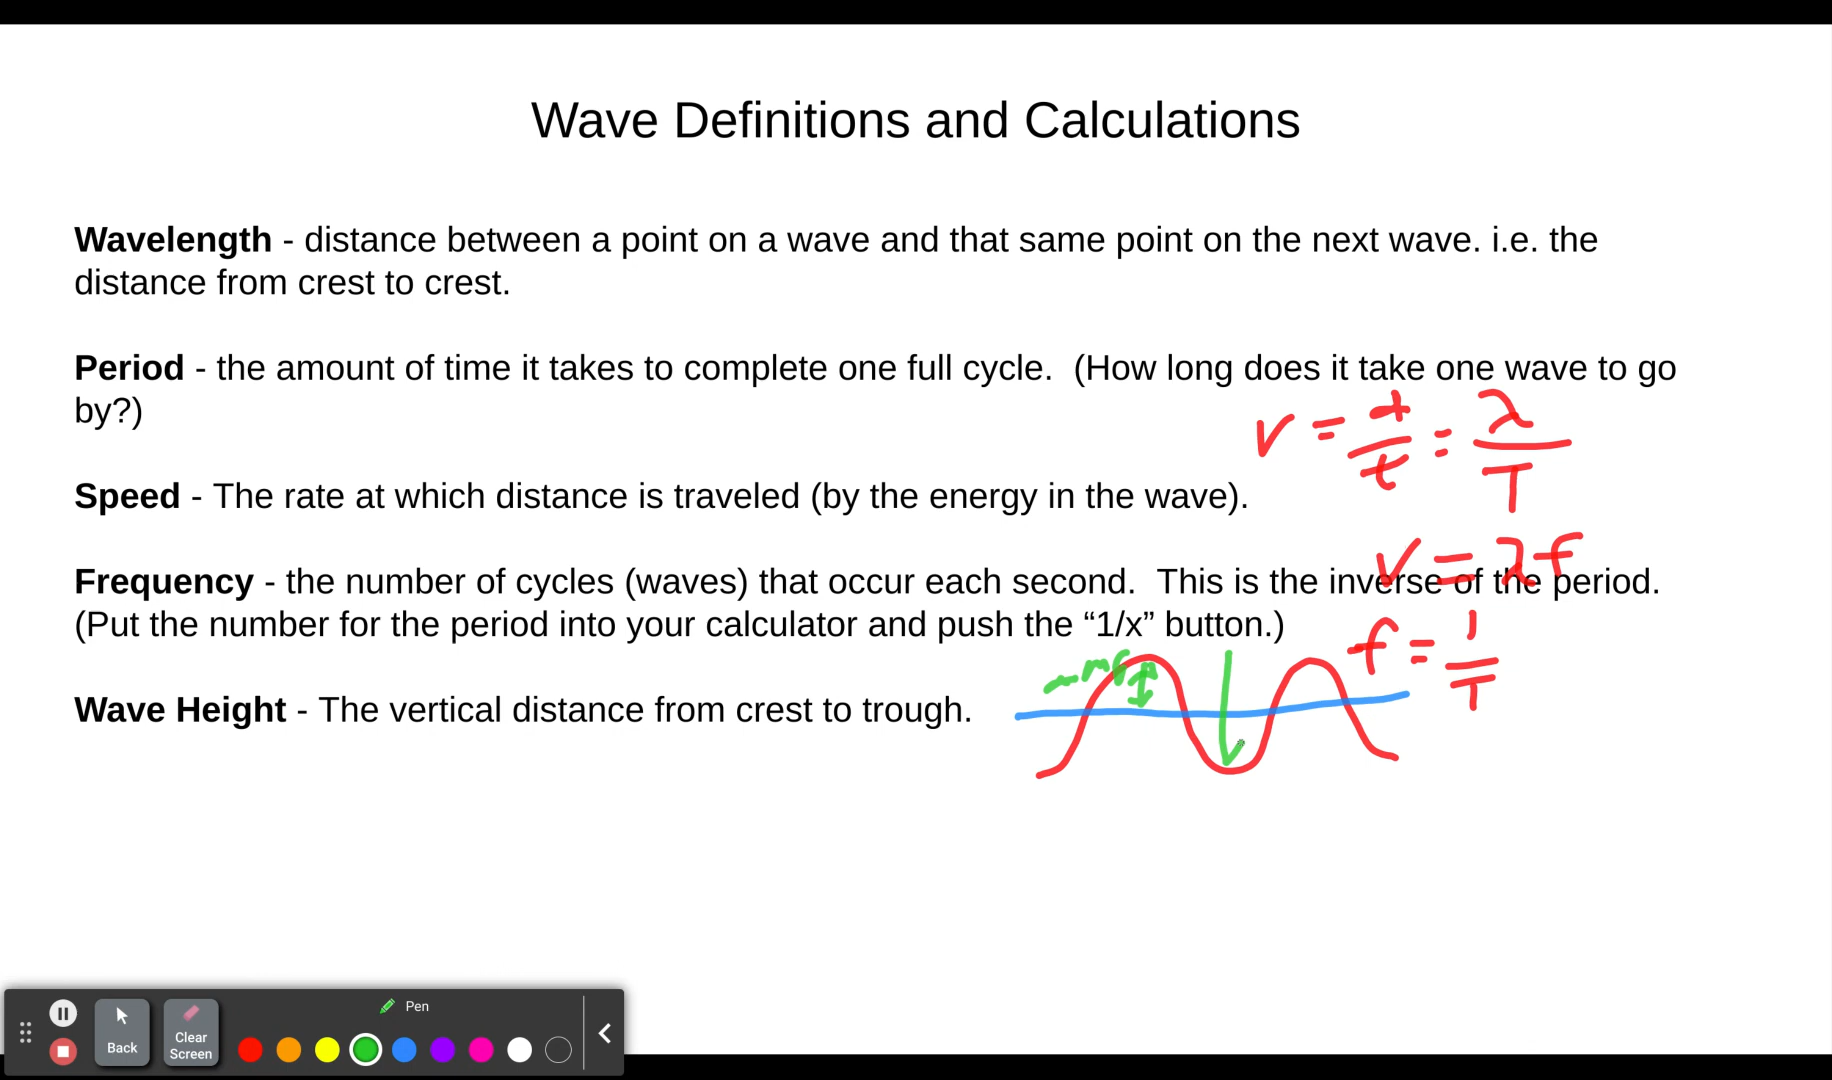 Wave Definitions and Calculations
Wavelength - distance between a point on a wave and that same point on the next wave. i.e. the
distance from crest to crest.
Period - the amount of time it takes to complete one full cycle. (How long does it take one wave to go
by?)
v = d/t = λ/T
Speed - The rate at which distance is traveled (by the energy in the wave).
v = λf
Frequency - the number of cycles (waves) that occur each second. This is the inverse of the period.
(Put the number for the period into your calculator and push the “1/x” button.)
f = 1/T
Wave Height - The vertical distance from crest to trough.
Pen
Back
Clear
Screen